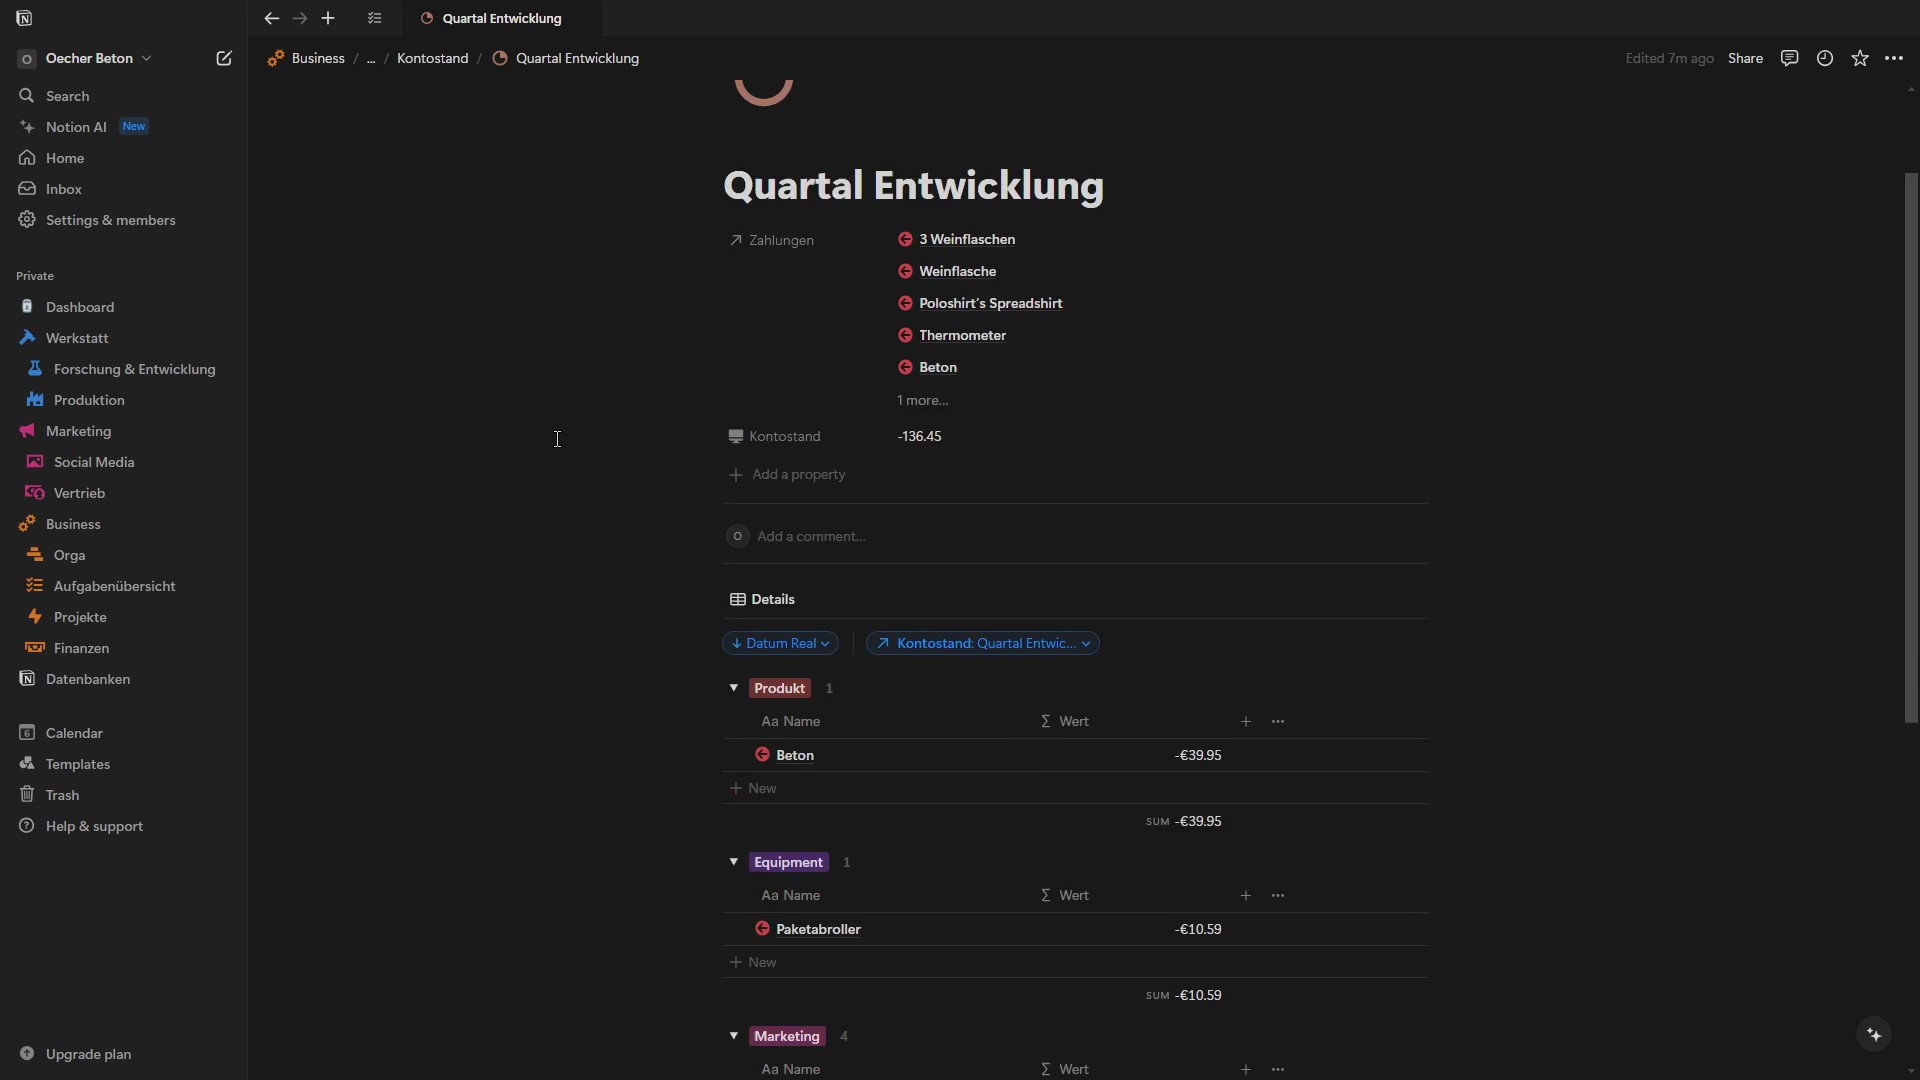 Quartal Entwicklung
Oecher Beton
Business / ... / Kontostand / Quartal Entwicklung
Edited 7m ago
Share
Search
Notion AI New
Home
Inbox
Settings & members
Private
Dashboard
Werkstatt
Forschung & Entwicklung
Produktion
Marketing
Social Media
Vertrieb
Business
Orga
Aufgabenübersicht
Projekte
Finanzen
Datenbanken
Calendar
Templates
Trash
Help & support
Upgrade plan
Quartal Entwicklung
Zahlungen
3 Weinflaschen
Weinflasche
Poloshirt's Spreadshirt
Thermometer
Beton
1 more...
Kontostand -136.45
+ Add a property
O Add a comment...
Details
↓ Datum Real
↗ Kontostand: Quartal Entwic...
Produkt 1
Aa Name Σ Wert + ...
Beton -€39.95
+ New
SUM -€39.95
Equipment 1
Aa Name Σ Wert + ...
Paketabroller -€10.59
+ New
SUM -€10.59
Marketing 4
Aa Name Σ Wert + ...